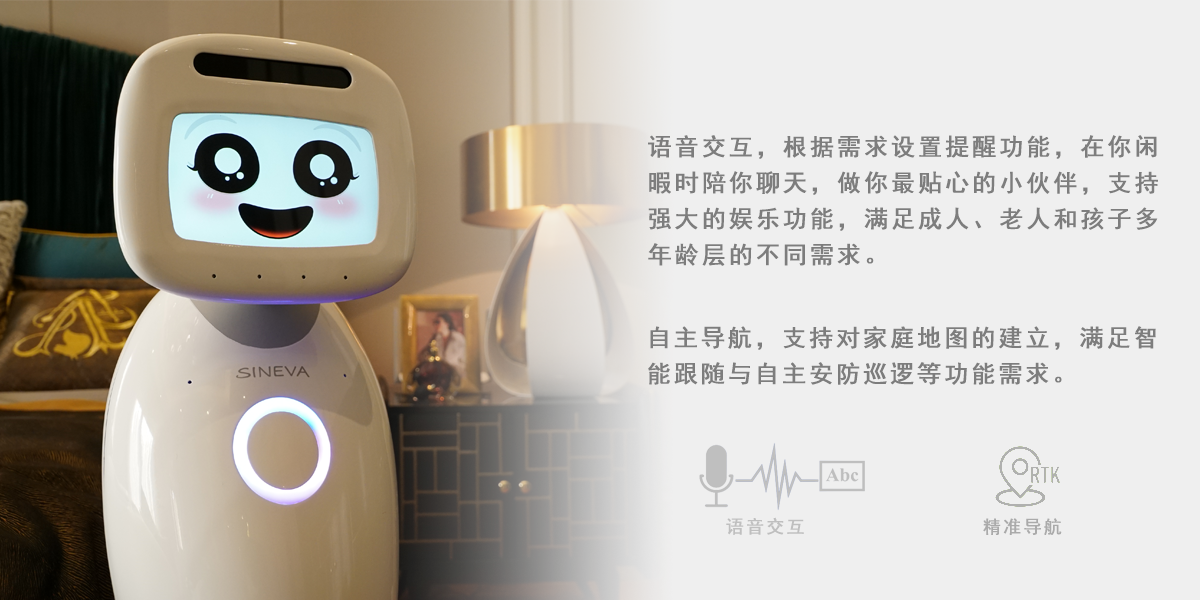 SINEVA
语音交互，根据需求设置提醒功能，在你闲
暇时陪你聊天，做你最贴心的小伙伴，支持
强大的娱乐功能，满足成人、老人和孩子多
年龄层的不同需求。
自主导航，支持对家庭地图的建立，满足智
能跟随与自主安防巡逻等功能需求。
Abc
RTK
语音交互
精准导航